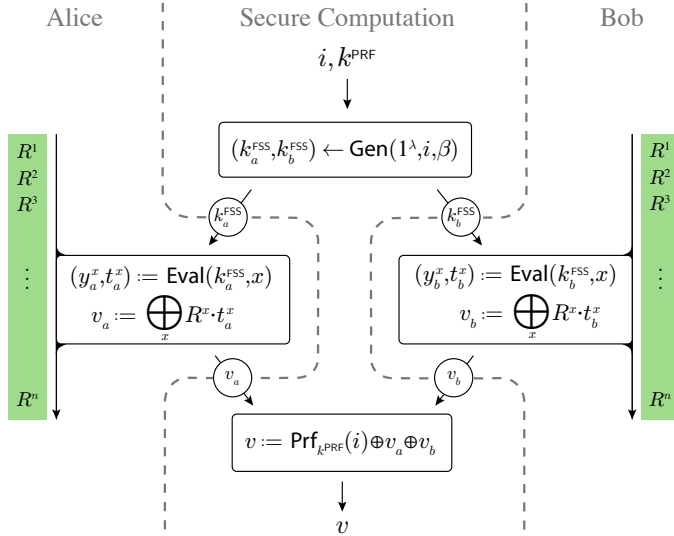 Alice Secure Computation Bob
i, k^PRF
(k_a^FSS, k_b^FSS) ← Gen(1^λ, i, β)
R^1 R^1
R^2 R^2
R^3 R^3
k_a^FSS k_b^FSS
(y_a^x, t_a^x) := Eval(k_a^FSS, x) (y_b^x, t_b^x) := Eval(k_b^FSS, x)
⋮ ⋮
v_a := ⊕_x R^x · t_a^x v_b := ⊕_x R^x · t_b^x
v_a v_b
R^n R^n
v := Prf_{k^PRF}(i) ⊕ v_a ⊕ v_b
v